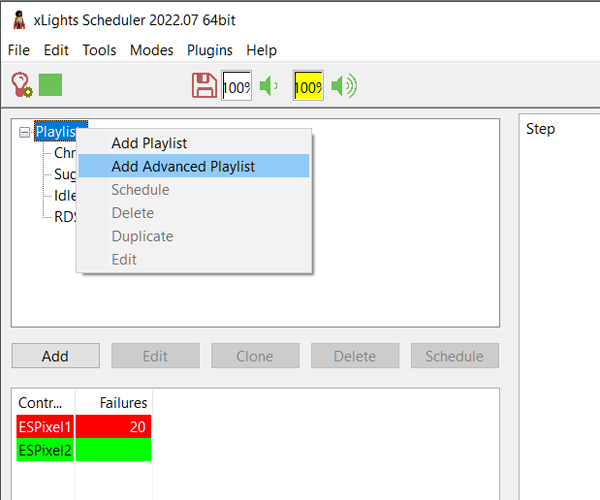 xLights Scheduler 2022.07 64bit
File Edit Tools Modes Plugins Help
100% 100%
Playlis
Chr
Sug
Idle
RDS
Add Playlist
Add Advanced Playlist
Schedule
Delete
Duplicate
Edit
Step
Add Edit Clone Delete Schedule
Contr... Failures
ESPixel1 20
ESPixel2